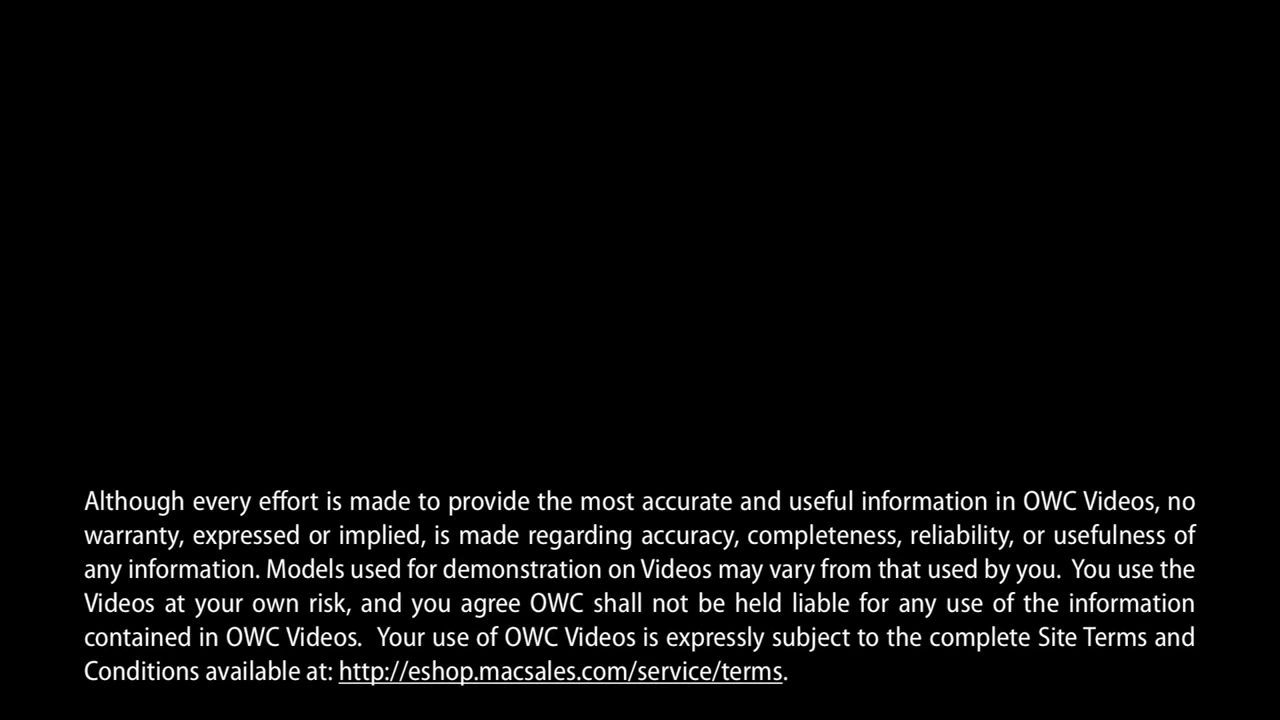 Although every effort is made to provide the most accurate and useful information in OWC Videos, no
warranty, expressed or implied, is made regarding accuracy, completeness, reliability, or usefulness of
any information. Models used for demonstration on Videos may vary from that used by you.  You use the
Videos at your own risk, and you agree OWC shall not be held liable for any use of the information
contained in OWC Videos.  Your use of OWC Videos is expressly subject to the complete Site Terms and
Conditions available at: http://eshop.macsales.com/service/terms.